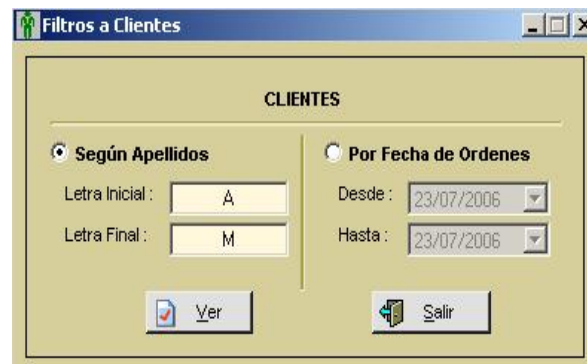 Filtros a Clientes
CLIENTES
Según Apellidos
Letra Inicial : A
Letra Final : M
Por Fecha de Ordenes
Desde : 23/07/2006
Hasta : 23/07/2006
Ver
Salir